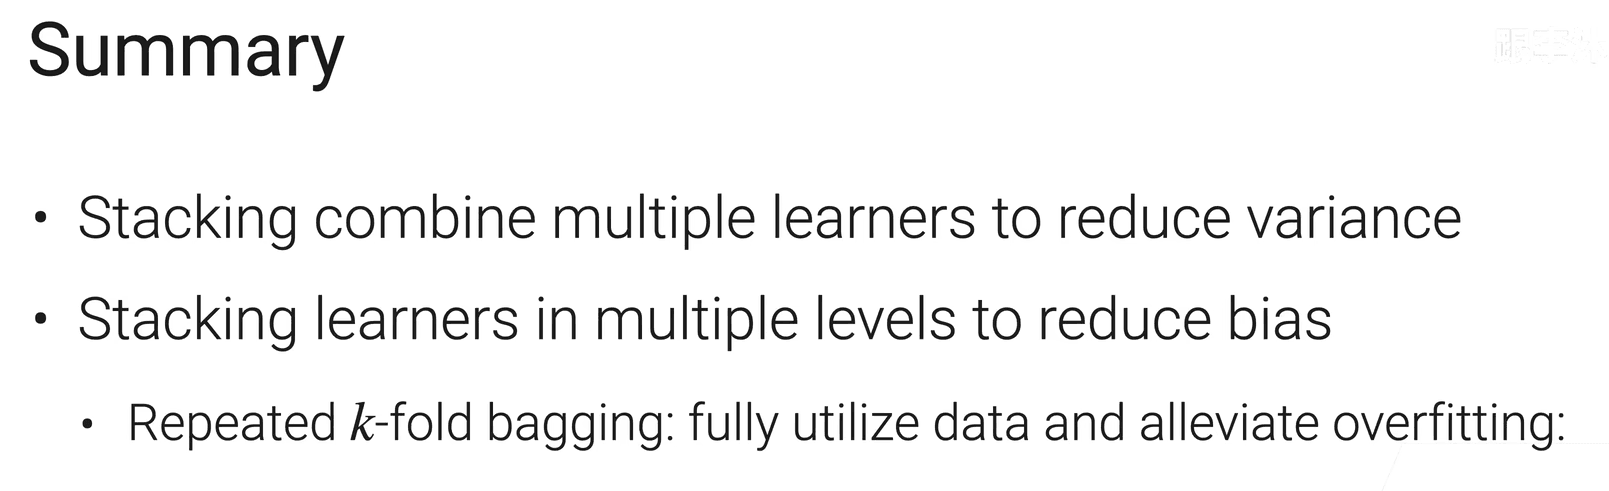 Summary
• Stacking combine multiple learners to reduce variance
• Stacking learners in multiple levels to reduce bias
• Repeated k-fold bagging: fully utilize data and alleviate overfitting: